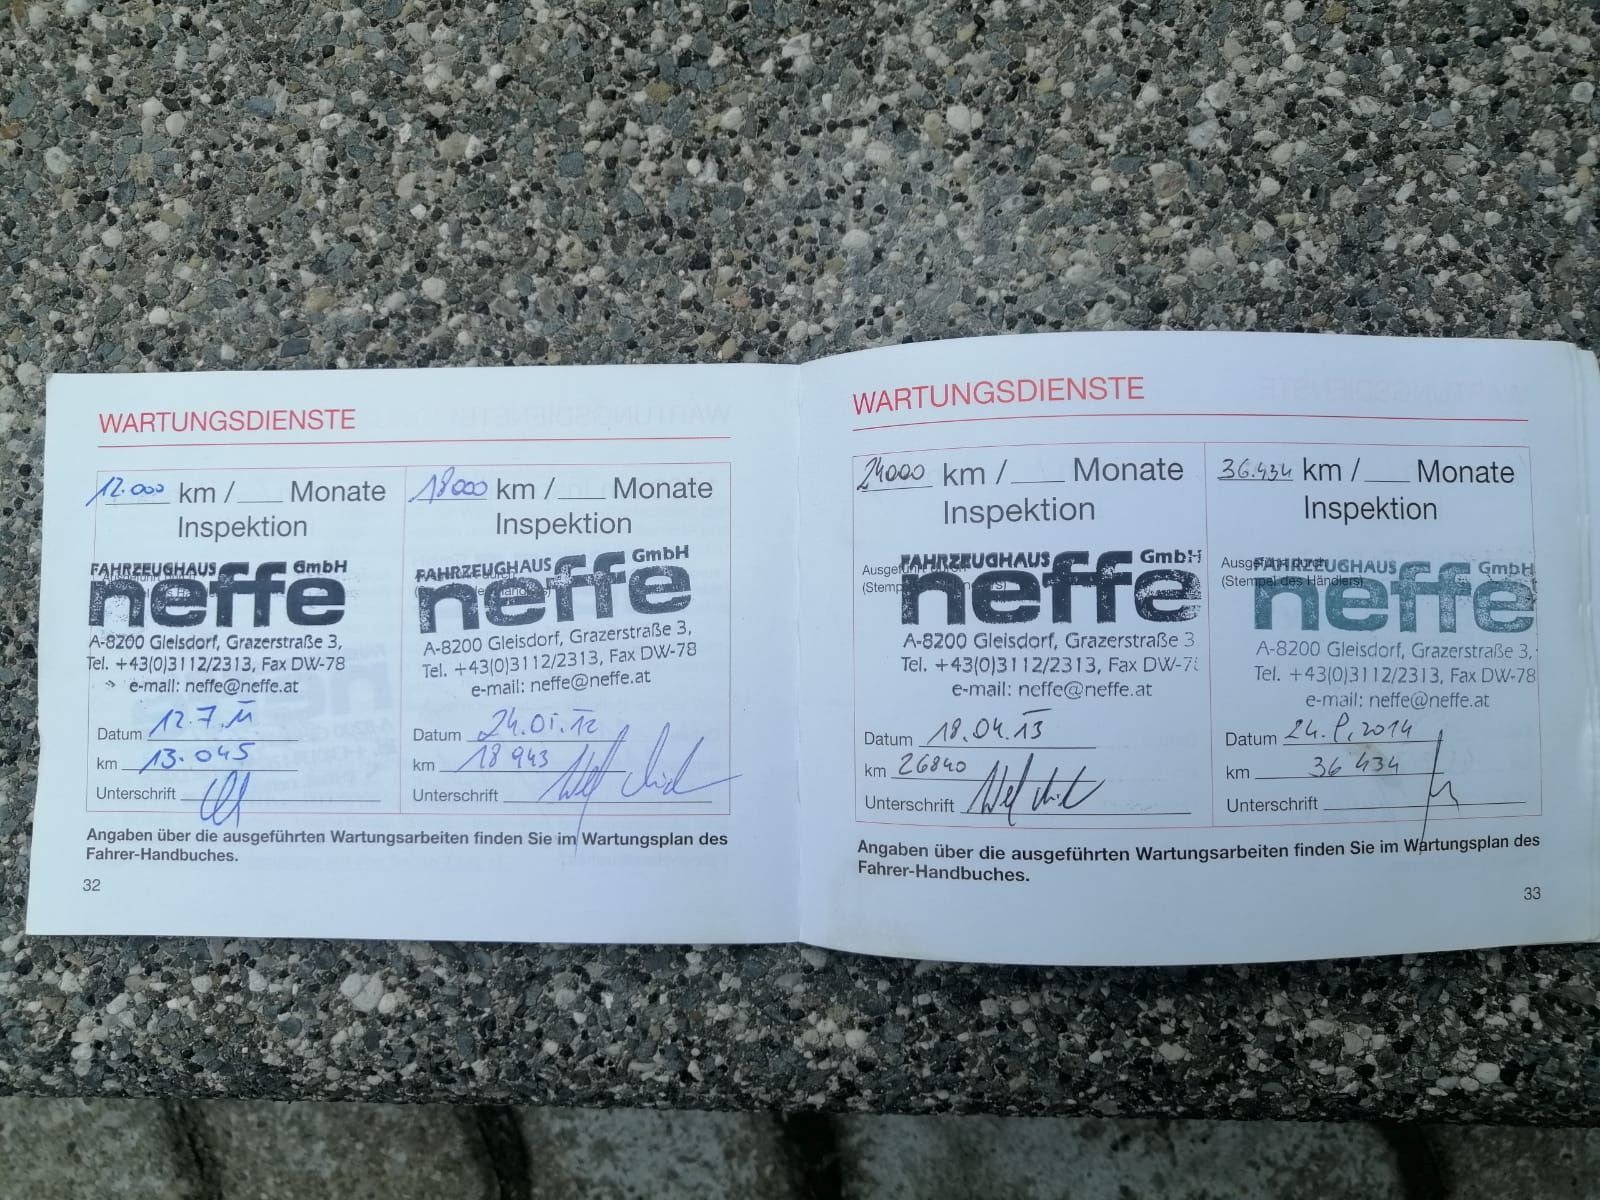 WARTUNGSDIENSTE
12.000 km / ___ Monate
Inspektion
FAHRZEUGHAUS GmbH
neffe
A-8200 Gleisdorf, Grazerstraße 3,
Tel. +43(0)3112/2313, Fax DW-78
e-mail: neffe@neffe.at
Datum 12.7.11
km 13.045
Unterschrift
18000 km / ___ Monate
Inspektion
FAHRZEUGHAUS GmbH
neffe
A-8200 Gleisdorf, Grazerstraße 3,
Tel. +43(0)3112/2313, Fax DW-78
e-mail: neffe@neffe.at
Datum 24.01.12
km 18943
Unterschrift
Angaben über die ausgeführten Wartungsarbeiten finden Sie im Wartungsplan des
Fahrer-Handbuches.
32
WARTUNGSDIENSTE
24000 km / ___ Monate
Inspektion
FAHRZEUGHAUS GmbH
neffe
A-8200 Gleisdorf, Grazerstraße 3
Tel. +43(0)3112/2313, Fax DW-7
e-mail: neffe@neffe.at
Datum 18.04.13
km 26840
Unterschrift
36.434 km / ___ Monate
Inspektion
Ausgeführt durch
(Stempel des Händlers)
FAHRZEUGHAUS GmbH
neffe
A-8200 Gleisdorf, Grazerstraße 3,
Tel. +43(0)3112/2313, Fax DW-78
e-mail: neffe@neffe.at
Datum 2014
km 36434
Unterschrift
Angaben über die ausgeführten Wartungsarbeiten finden Sie im Wartungsplan des
Fahrer-Handbuches.
33